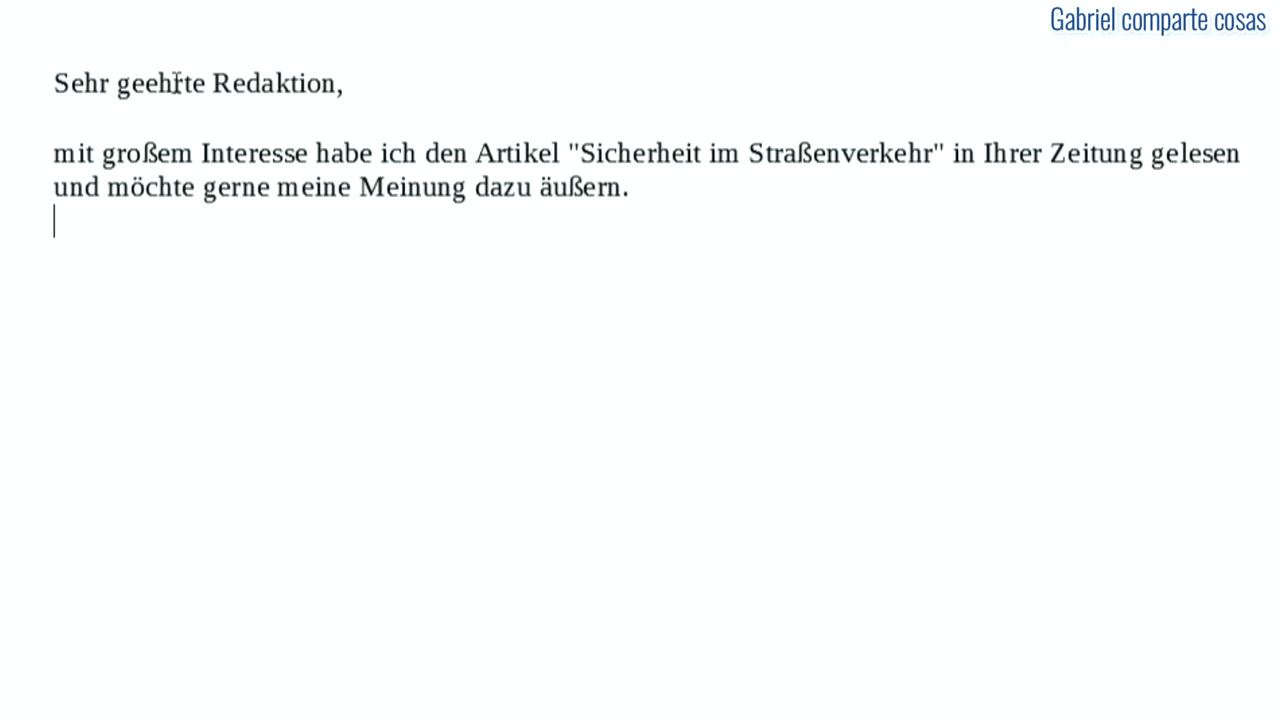 Gabriel comparte cosas
Sehr geehrte Redaktion,
mit großem Interesse habe ich den Artikel "Sicherheit im Straßenverkehr" in Ihrer Zeitung gelesen
und möchte gerne meine Meinung dazu äußern.